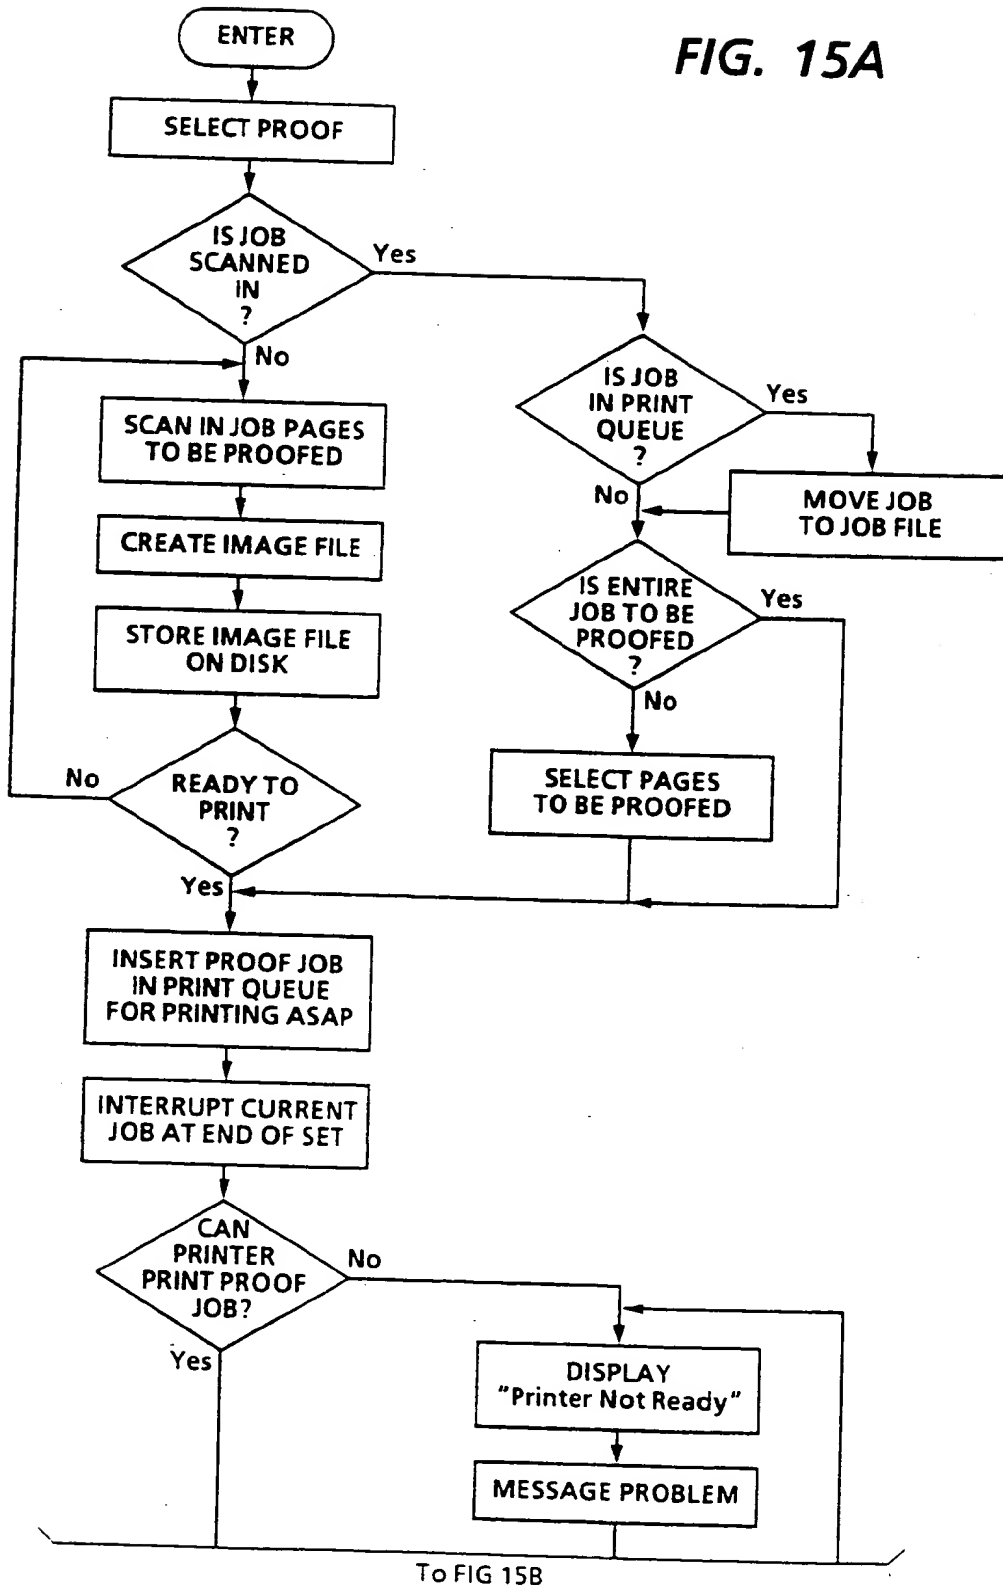 FIG. 15A
ENTER
SELECT PROOF
IS JOB
SCANNED
IN
?
Yes
No
SCAN IN JOB PAGES
TO BE PROOFED
CREATE IMAGE FILE
STORE IMAGE FILE
ON DISK
READY TO
PRINT
?
No
Yes
IS JOB
IN PRINT
QUEUE
?
Yes
No
MOVE JOB
TO JOB FILE
IS ENTIRE
JOB TO BE
PROOFED
?
Yes
No
SELECT PAGES
TO BE PROOFED
INSERT PROOF JOB
IN PRINT QUEUE
FOR PRINTING ASAP
INTERRUPT CURRENT
JOB AT END OF SET
CAN
PRINTER
PRINT PROOF
JOB?
No
Yes
DISPLAY
"Printer Not Ready"
MESSAGE PROBLEM
To FIG 15B